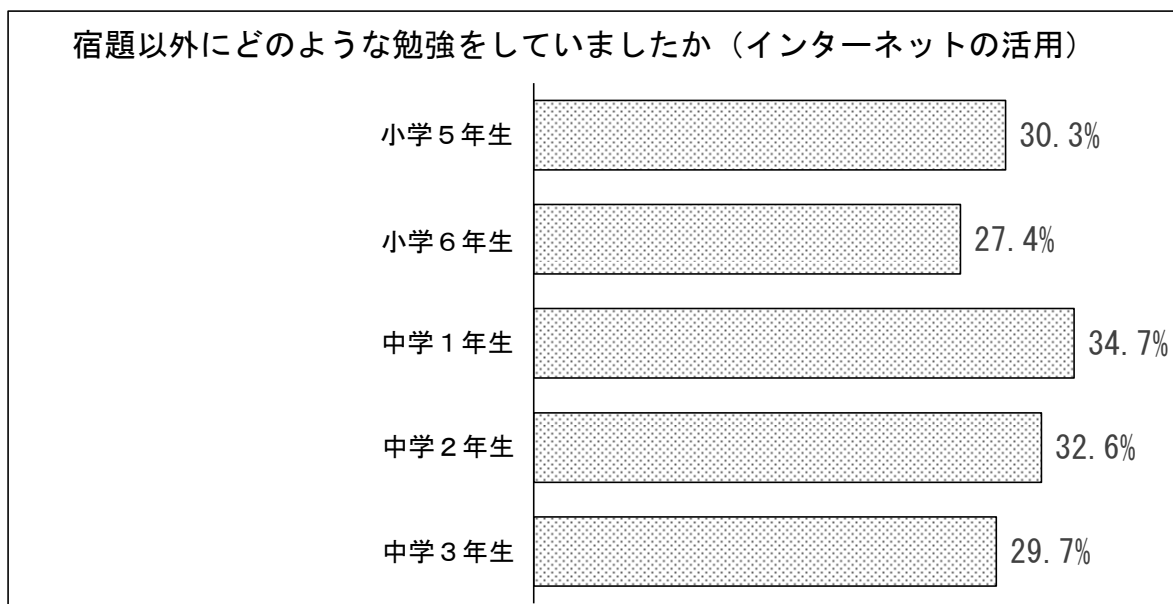 宿題以外にどのような勉強をしていましたか（インターネットの活用）
小学５年生 30.3%
小学６年生 27.4%
中学１年生 34.7%
中学２年生 32.6%
中学３年生 29.7%